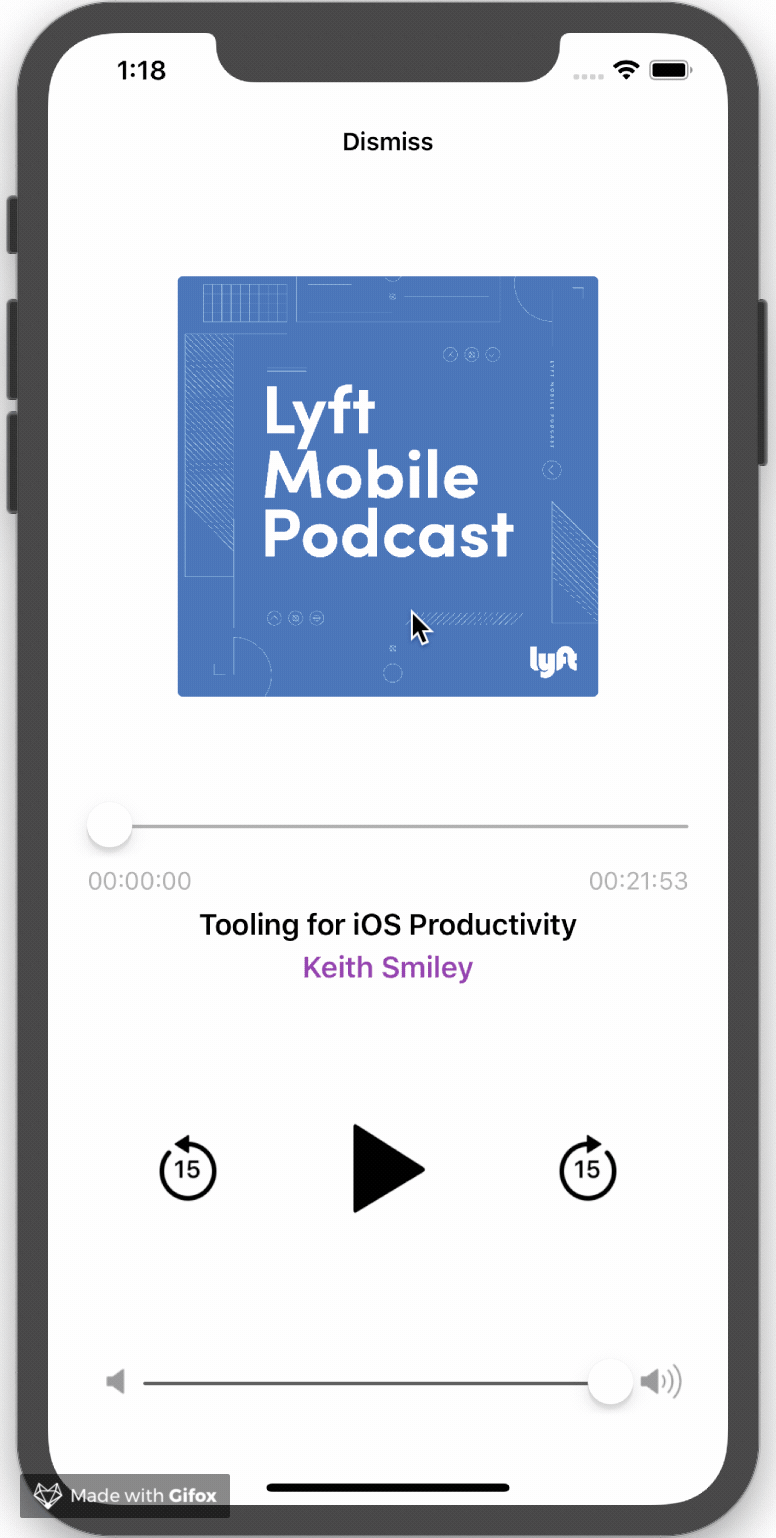 1:18
Dismiss
Lyft
Mobile
Podcast
LYFT MOBILE PODCAST
lyft
00:00:00
00:21:53
Tooling for iOS Productivity
Keith Smiley
15
15
Made with Gifox